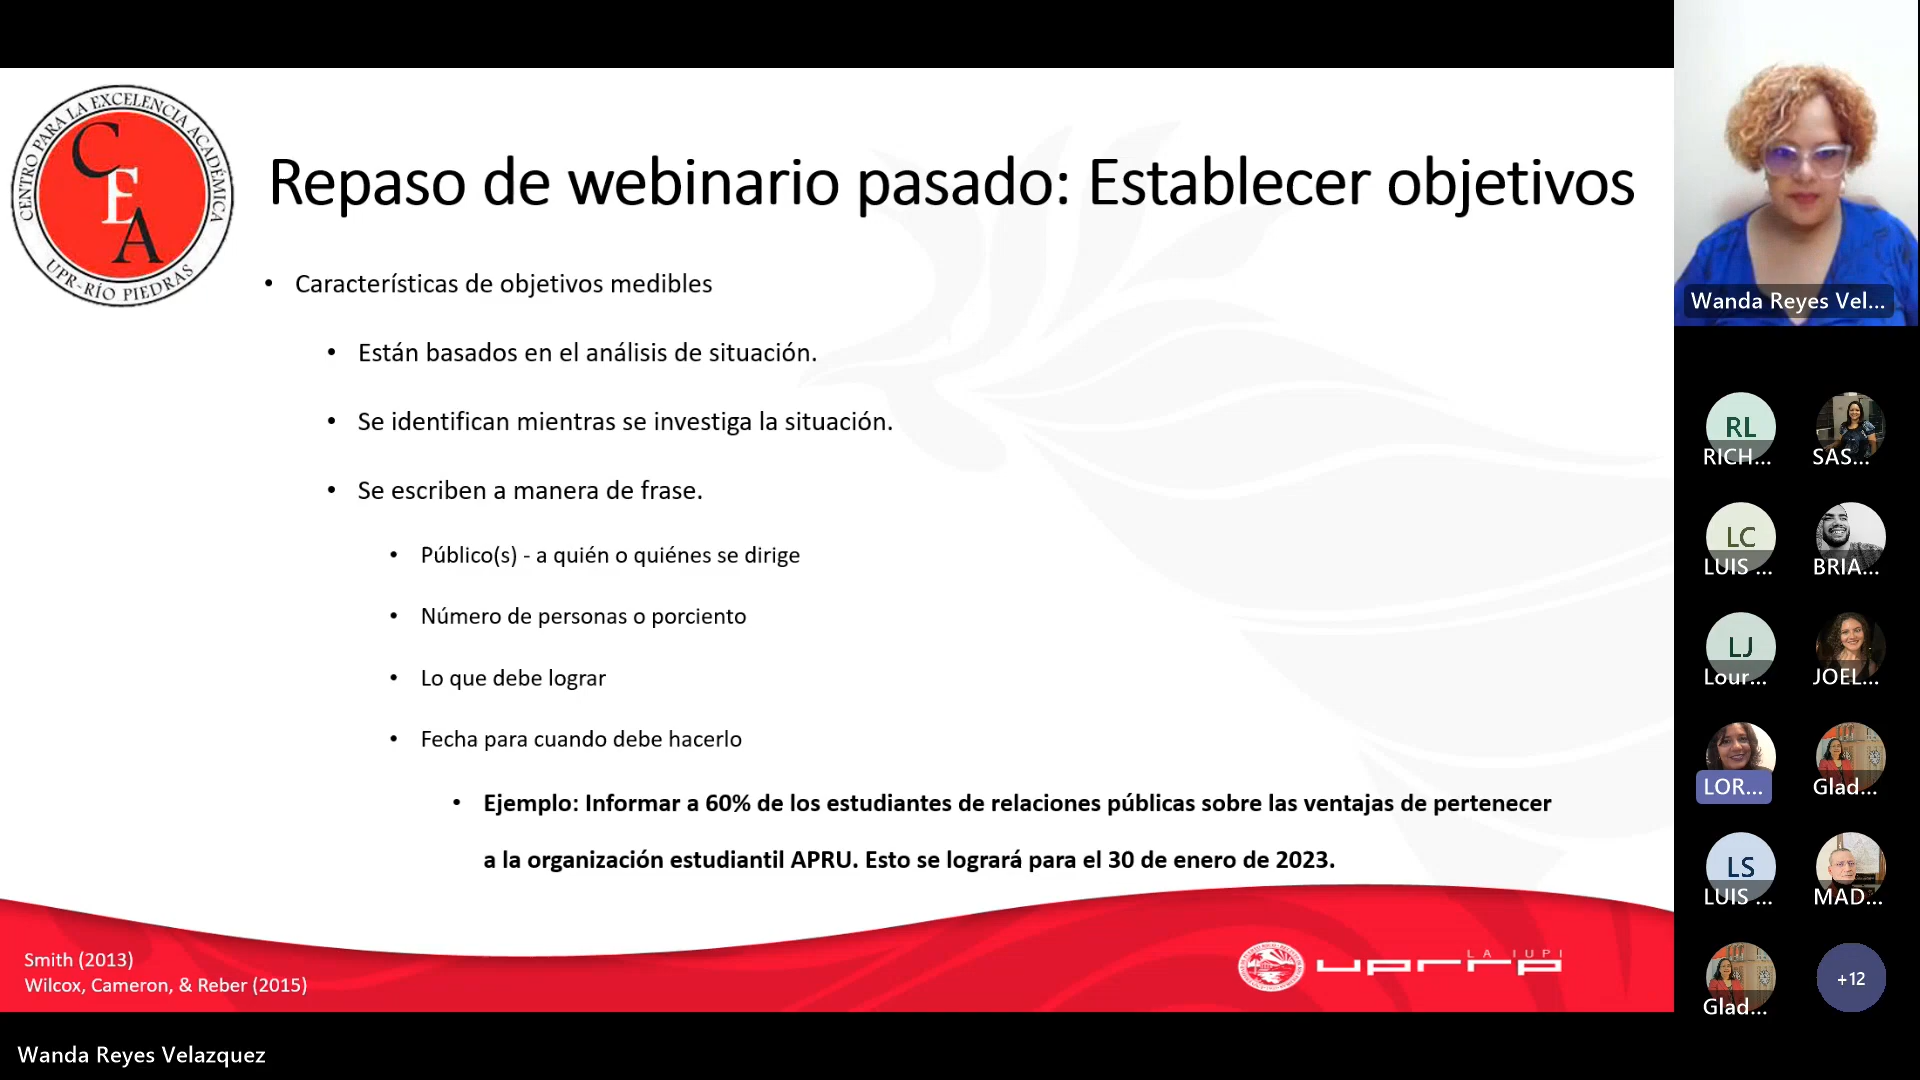 CENTRO PARA LA EXCELENCIA ACADÉMICA
CEA
UPR-RÍO PIEDRAS
Repaso de webinario pasado: Establecer objetivos
• Características de objetivos medibles
• Están basados en el análisis de situación.
• Se identifican mientras se investiga la situación.
• Se escriben a manera de frase.
• Público(s) - a quién o quiénes se dirige
• Número de personas o porciento
• Lo que debe lograr
• Fecha para cuando debe hacerlo
• Ejemplo: Informar a 60% de los estudiantes de relaciones públicas sobre las ventajas de pertenecer
a la organización estudiantil APRU. Esto se logrará para el 30 de enero de 2023.
Smith (2013)
Wilcox, Cameron, & Reber (2015)
LA IUPI
uprrp
Wanda Reyes Velazquez
Wanda Reyes Vel...
RL
RICH...
SAS...
LC
LUIS ...
BRIA...
LJ
Lour...
JOEL...
LOR...
Glad...
LS
LUIS ...
MAD...
Glad...
+12